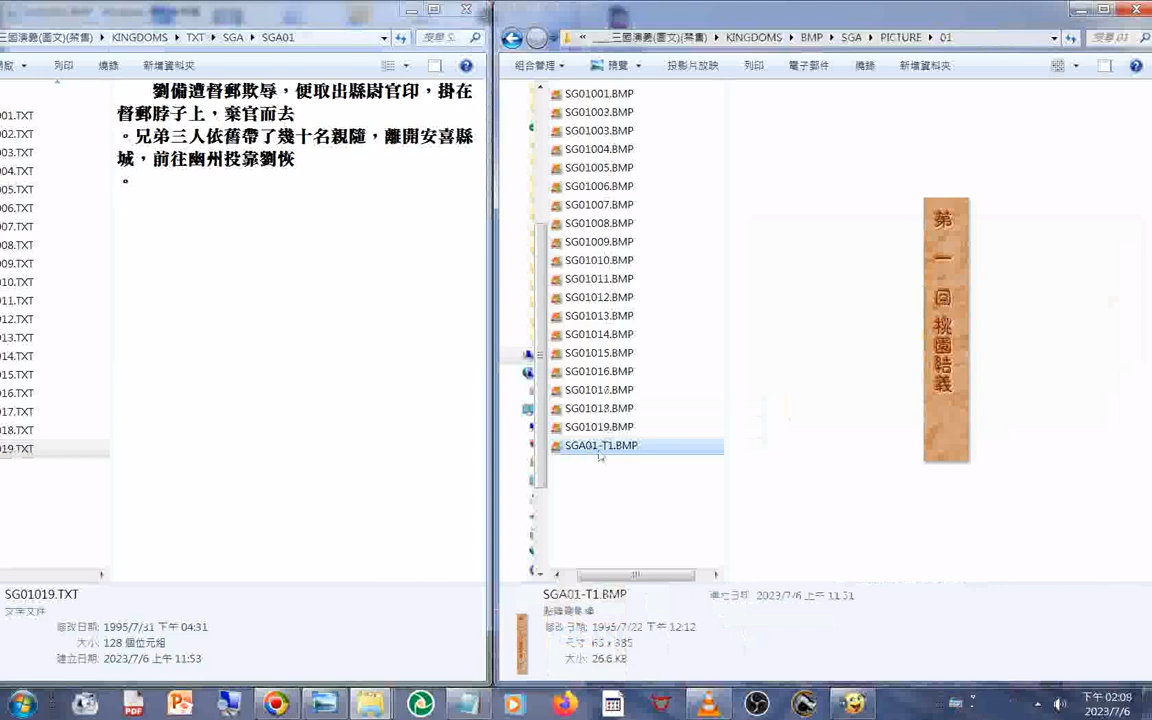 KINGDOMS
TXT
SGA
SGA01
列印
燒錄
新增資料夾
劉備遭督郵欺辱，便取出縣尉官印，掛在
督郵脖子上，棄官而去
。兄弟三人依舊帶了幾十名親隨，離開安喜縣
城，前往幽州投靠劉恢
。
001.TXT
002.TXT
003.TXT
004.TXT
005.TXT
006.TXT
007.TXT
008.TXT
009.TXT
010.TXT
011.TXT
012.TXT
013.TXT
014.TXT
015.TXT
016.TXT
017.TXT
018.TXT
019.TXT
SG01019.TXT
文字文件
修改日期: 1995/7/31 下午 04:31
大小: 128 個位元組
建立日期: 2023/7/6 上午 11:53
三國演義(圖文)(禁售)
KINGDOMS
BMP
SGA
PICTURE
01
組合管理
預覽
投影片放映
列印
電子郵件
燒錄
新增資料夾
SG01001.BMP
SG01003.BMP
SG01004.BMP
SG01005.BMP
SG01006.BMP
SG01007.BMP
SG01008.BMP
SG01009.BMP
SG01010.BMP
SG01011.BMP
SG01012.BMP
SG01013.BMP
SG01014.BMP
SG01015.BMP
SG01016.BMP
SG01018.BMP
SG01019.BMP
SGA01-T1.BMP
第一回桃園結義
SGA01-T1.BMP
修改日期: 1995/7/22 下午 12:12
大小: 26.6 KB
建立日期: 2023/7/6 上午 11:51
下午 02:08
2023/7/6